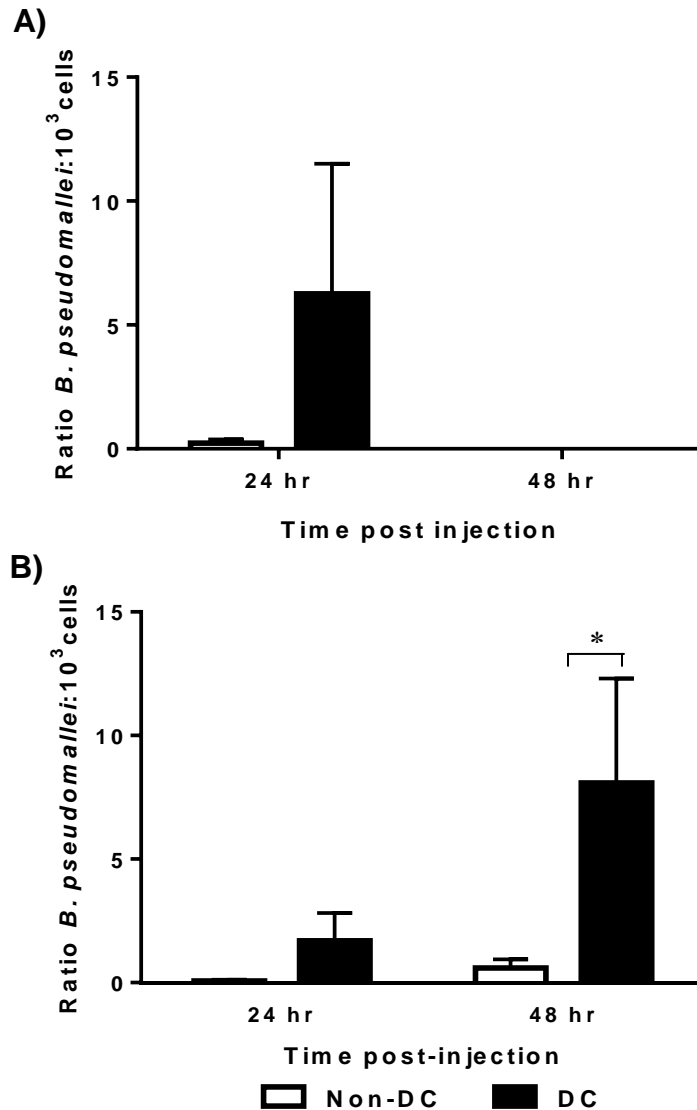 A)
Ratio B. pseudomallei:10³cells
15
10
5
0
24 hr 48 hr
Time post injection
B)
Ratio B. pseudomallei:10³cells
15
10
5
0
*
24 hr 48 hr
Time post-injection
Non-DC DC